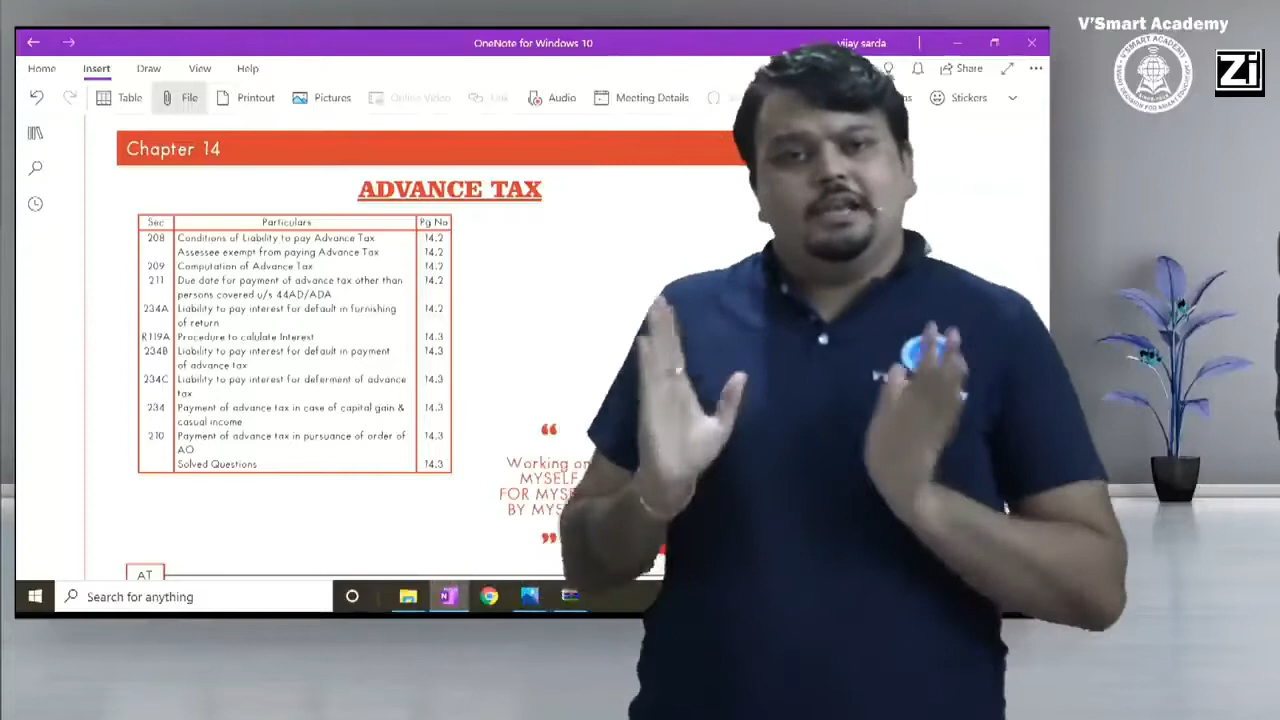 V'Smart Academy
OneNote for Windows 10
vijay sarda
Home
Insert
Draw
View
Help
Share
Table
File
Printout
Pictures
Online Video
Link
Audio
Meeting Details
Stickers
Zi
Chapter 14
ADVANCE TAX
Sec Particulars Pg No
208 Conditions of Liability to pay Advance Tax 14.2
Assessee exempt from paying Advance Tax 14.2
209 Computation of Advance Tax 14.2
211 Due date for payment of advance tax other than 14.2
persons covered u/s 44AD/ADA
234A Liability to pay interest for default in furnishing 14.2
of return
R119A Procedure to calulate Interest 14.3
234B Liability to pay interest for default in payment 14.3
of advance tax
234C Liability to pay interest for deferment of advance 14.3
tax
234 Payment of advance tax in case of capital gain & 14.3
casual income
210 Payment of advance tax in pursuance of order of 14.3
AO
Solved Questions 14.3
“
Working on
MYSELF
FOR MYS
BY MYS
”
AT
Search for anything